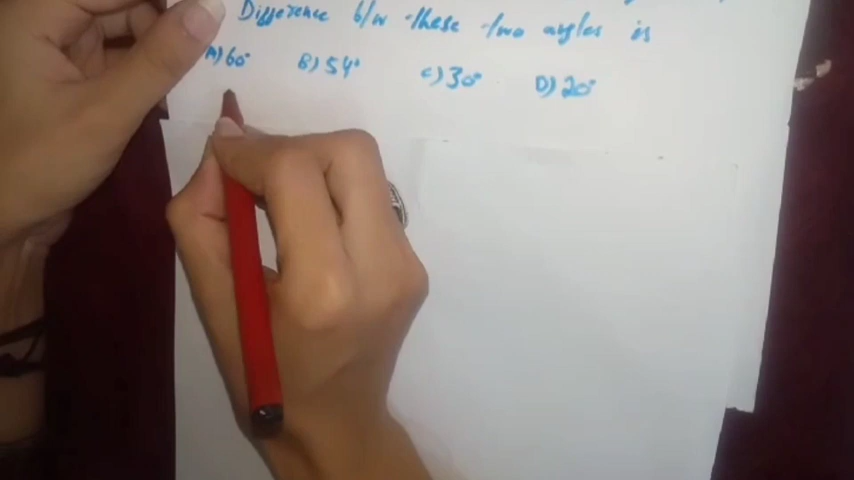 Difference b/w these two angles is
A) 60° B) 54° C) 30° D) 20°